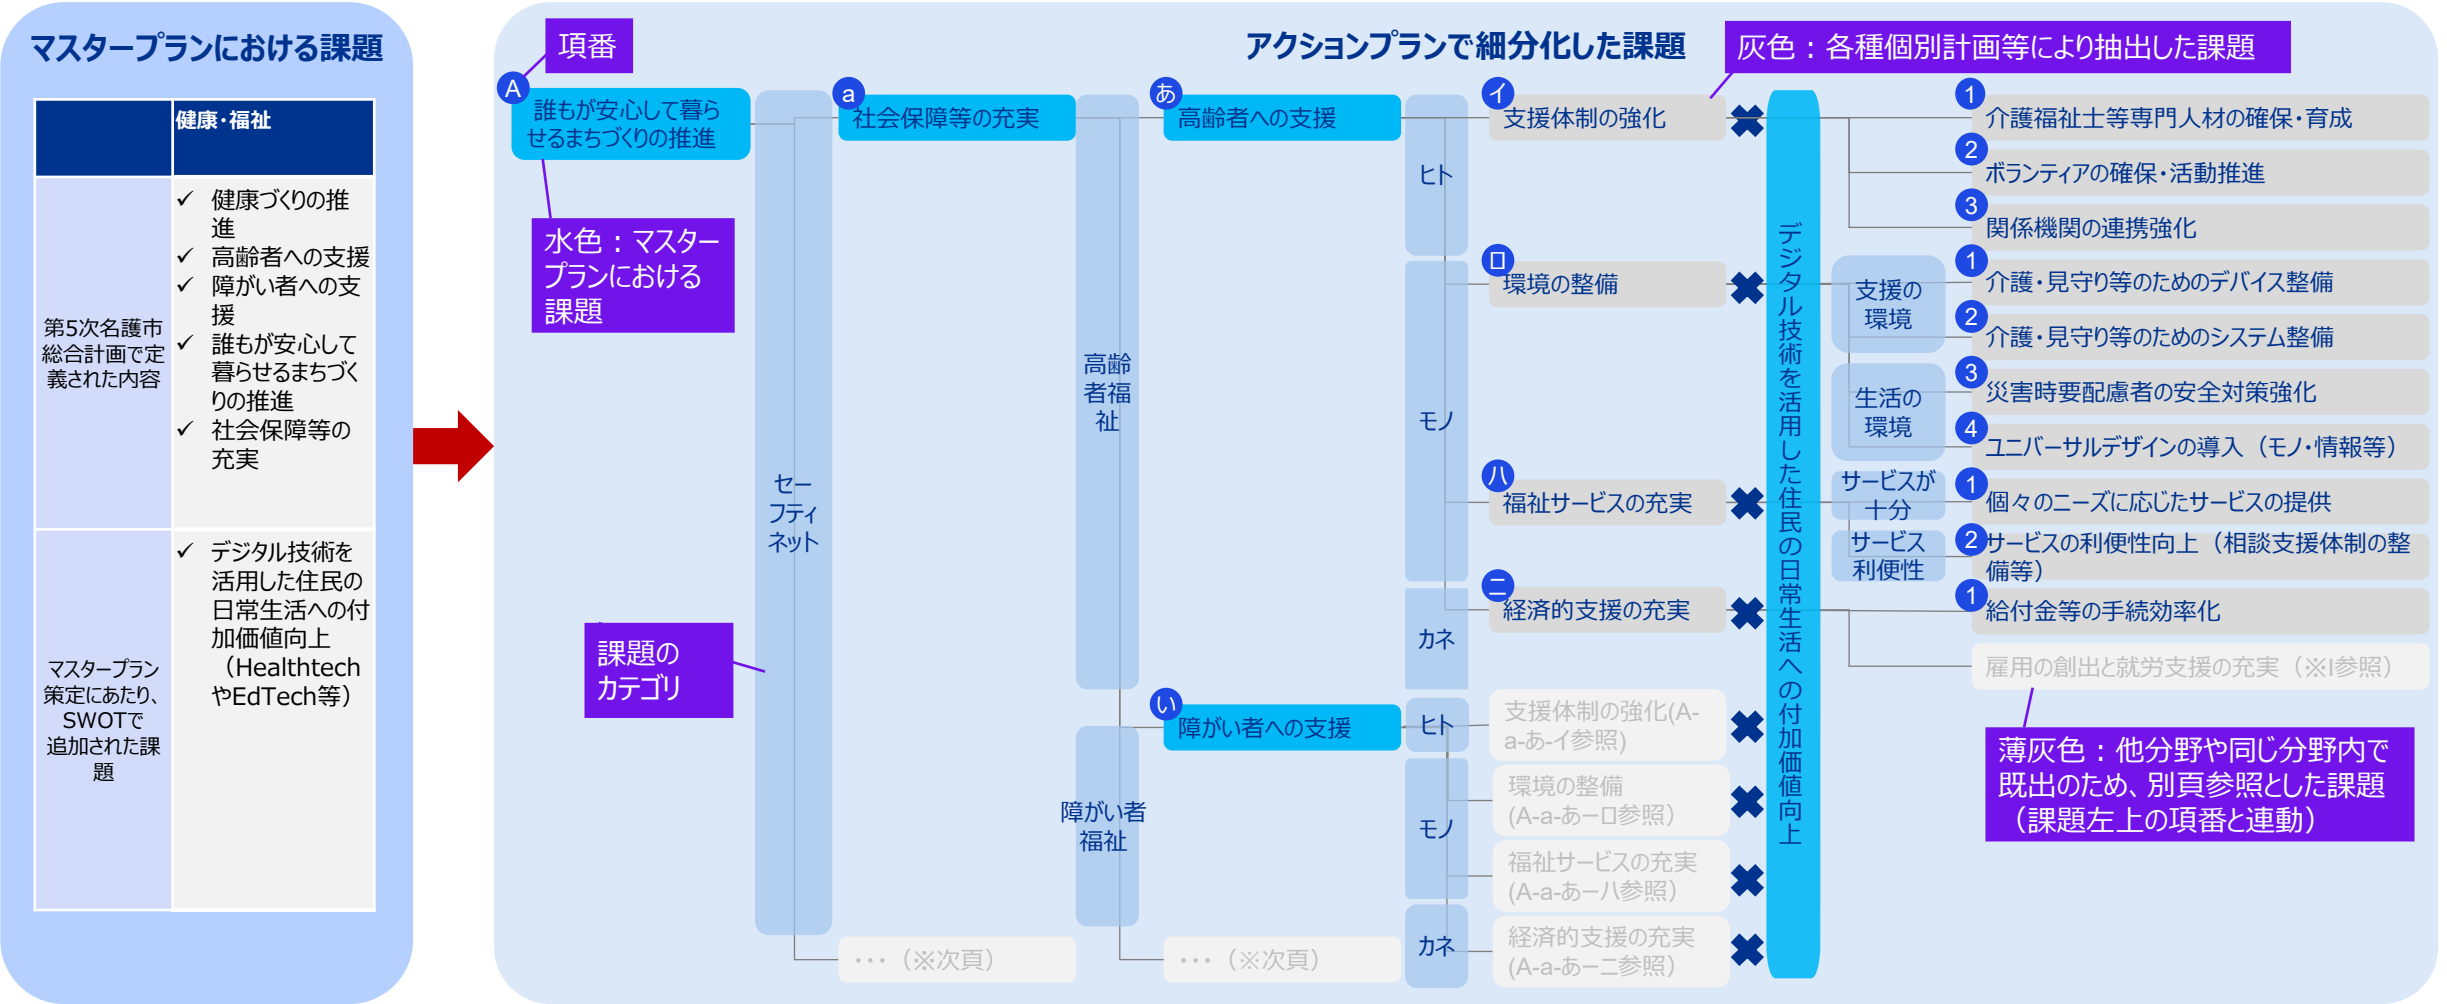 マスタープランにおける課題
健康・福祉
第5次名護市
総合計画で定
義された内容
✓ 健康づくりの推
進
✓ 高齢者への支援
✓ 障がい者への支
援
✓ 誰もが安心して
暮らせるまちづく
りの推進
✓ 社会保障等の
充実
マスタープラン
策定にあたり、
SWOTで
追加された課
題
✓ デジタル技術を
活用した住民の
日常生活への付
加価値向上
（Healthtech
やEdTech等）
アクションプランで細分化した課題
項番
灰色：各種個別計画等により抽出した課題
A
誰もが安心して暮ら
せるまちづくりの推進
水色：マスター
プランにおける
課題
セー
フティ
ネット
課題の
カテゴリ
a
社会保障等の充実
・・・（※次頁）
高齢
者福
祉
障がい者
福祉
あ
高齢者への支援
い
障がい者への支援
・・・（※次頁）
ヒト
モノ
カネ
ヒト
モノ
カネ
イ
支援体制の強化
ロ
環境の整備
ハ
福祉サービスの充実
ニ
経済的支援の充実
支援体制の強化(A-
a-あ-イ参照)
環境の整備
(A-a-あーロ参照）
福祉サービスの充実
(A-a-あーハ参照）
経済的支援の充実
(A-a-あーニ参照）
デジタル技術を活用した住民の日常生活への付加価値向上
1
介護福祉士等専門人材の確保・育成
2
ボランティアの確保・活動推進
3
関係機関の連携強化
支援の
環境
1
介護・見守り等のためのデバイス整備
2
介護・見守り等のためのシステム整備
生活の
環境
3
災害時要配慮者の安全対策強化
4
ユニバーサルデザインの導入（モノ・情報等）
サービスが
十分
1
個々のニーズに応じたサービスの提供
サービス
利便性
2
サービスの利便性向上（相談支援体制の整
備等）
1
給付金等の手続効率化
雇用の創出と就労支援の充実（※I参照）
薄灰色：他分野や同じ分野内で
既出のため、別頁参照とした課題
（課題左上の項番と連動）